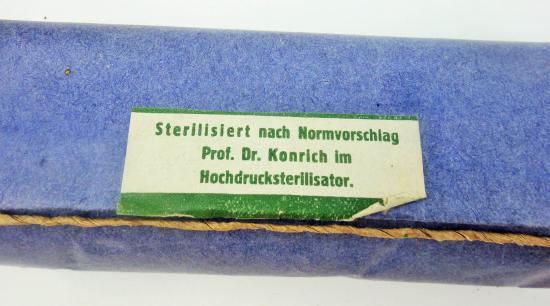 Sterilisiert nach Normvorschlag
Prof. Dr. Konrich im
Hochdrucksterilisator.